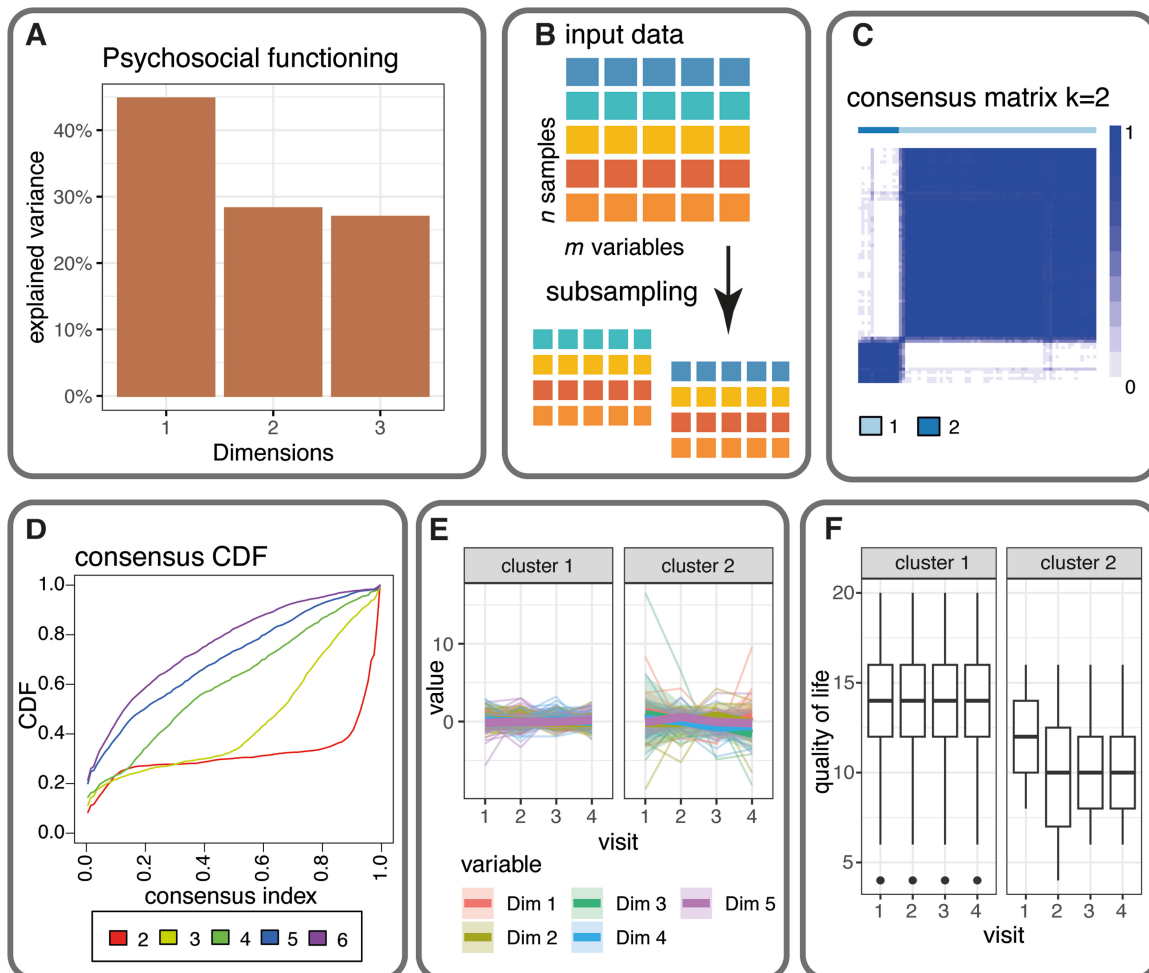 A
Psychosocial functioning
40%
30%
20%
10%
0%
explained variance
1 2 3
Dimensions
B
input data
n samples
m variables
subsampling
C
consensus matrix k=2
1
0
1 2
D
consensus CDF
1.0
0.8
0.6
0.4
0.2
0.0
CDF
0.0 0.2 0.4 0.6 0.8 1.0
consensus index
2 3 4 5 6
E
cluster 1 cluster 2
10
0
value
1 2 3 4 1 2 3 4
visit
variable
Dim 1 Dim 3 Dim 5
Dim 2 Dim 4
F
cluster 1 cluster 2
20
15
10
5
quality of life
1 2 3 4 1 2 3 4
visit